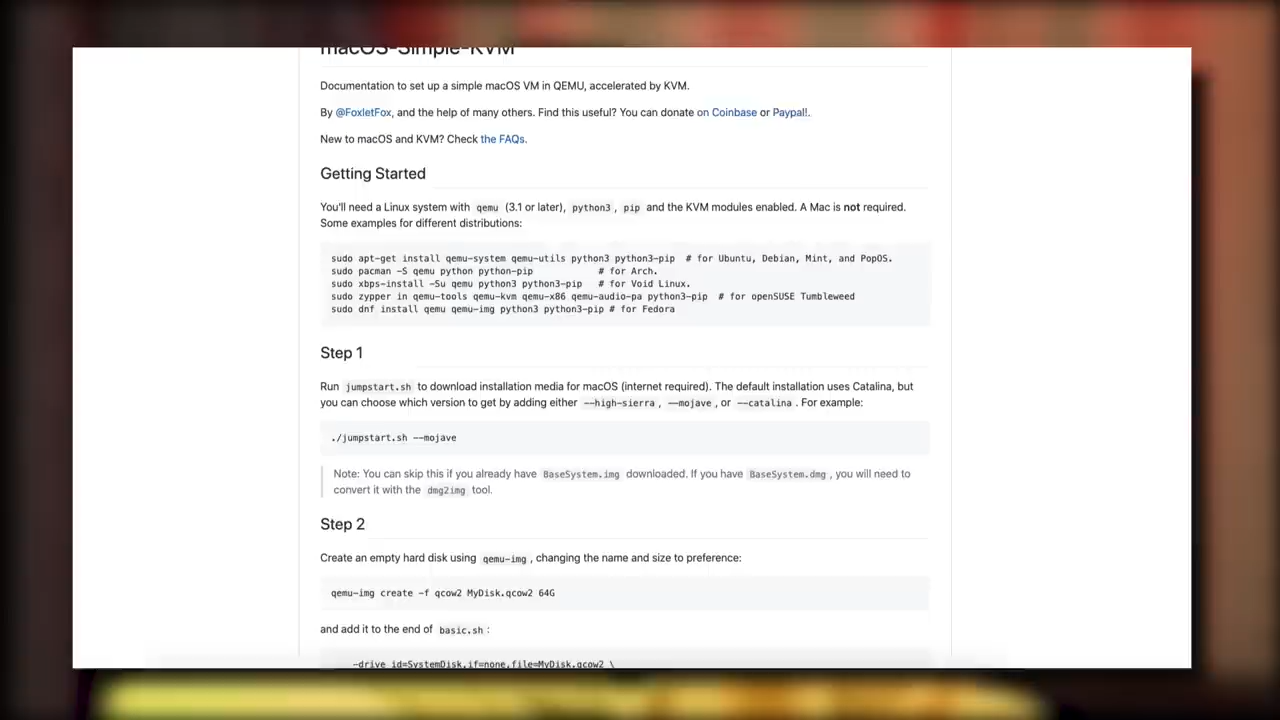 macOS-Simple-KVM
Documentation to set up a simple macOS VM in QEMU, accelerated by KVM.
By @FoxletFox, and the help of many others. Find this useful? You can donate on Coinbase or Paypal!.
New to macOS and KVM? Check the FAQs.
Getting Started
You'll need a Linux system with qemu (3.1 or later), python3 , pip and the KVM modules enabled. A Mac is not required.
Some examples for different distributions:
sudo apt-get install qemu-system qemu-utils python3 python3-pip  # for Ubuntu, Debian, Mint, and PopOS.
sudo pacman -S qemu python python-pip            # for Arch.
sudo xbps-install -Su qemu python3 python3-pip   # for Void Linux.
sudo zypper in qemu-tools qemu-kvm qemu-x86 qemu-audio-pa python3-pip  # for openSUSE Tumbleweed
sudo dnf install qemu qemu-img python3 python3-pip # for Fedora
Step 1
Run jumpstart.sh to download installation media for macOS (internet required). The default installation uses Catalina, but
you can choose which version to get by adding either --high-sierra , --mojave , or --catalina . For example:
./jumpstart.sh --mojave
Note: You can skip this if you already have BaseSystem.img downloaded. If you have BaseSystem.dmg , you will need to
convert it with the dmg2img tool.
Step 2
Create an empty hard disk using qemu-img , changing the name and size to preference:
qemu-img create -f qcow2 MyDisk.qcow2 64G
and add it to the end of basic.sh :
-drive id=SystemDisk,if=none,file=MyDisk.qcow2 \